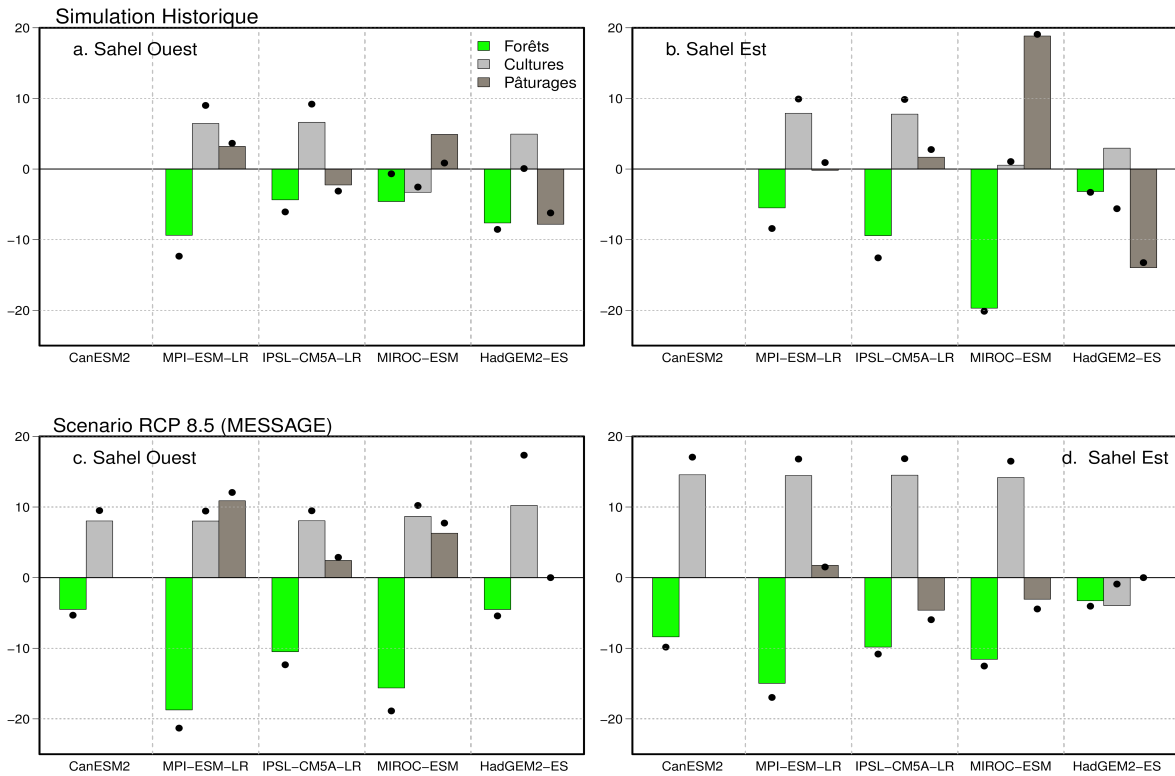 Simulation Historique
a. Sahel Ouest
Forêts
Cultures
Pâturages
20
10
0
−10
−20
CanESM2 MPI−ESM−LR IPSL−CM5A−LR MIROC−ESM HadGEM2−ES
b. Sahel Est
20
10
0
−10
−20
CanESM2 MPI−ESM−LR IPSL−CM5A−LR MIROC−ESM HadGEM2−ES
Scenario RCP 8.5 (MESSAGE)
c. Sahel Ouest
20
10
0
−10
−20
CanESM2 MPI−ESM−LR IPSL−CM5A−LR MIROC−ESM HadGEM2−ES
d. Sahel Est
20
10
0
−10
−20
CanESM2 MPI−ESM−LR IPSL−CM5A−LR MIROC−ESM HadGEM2−ES